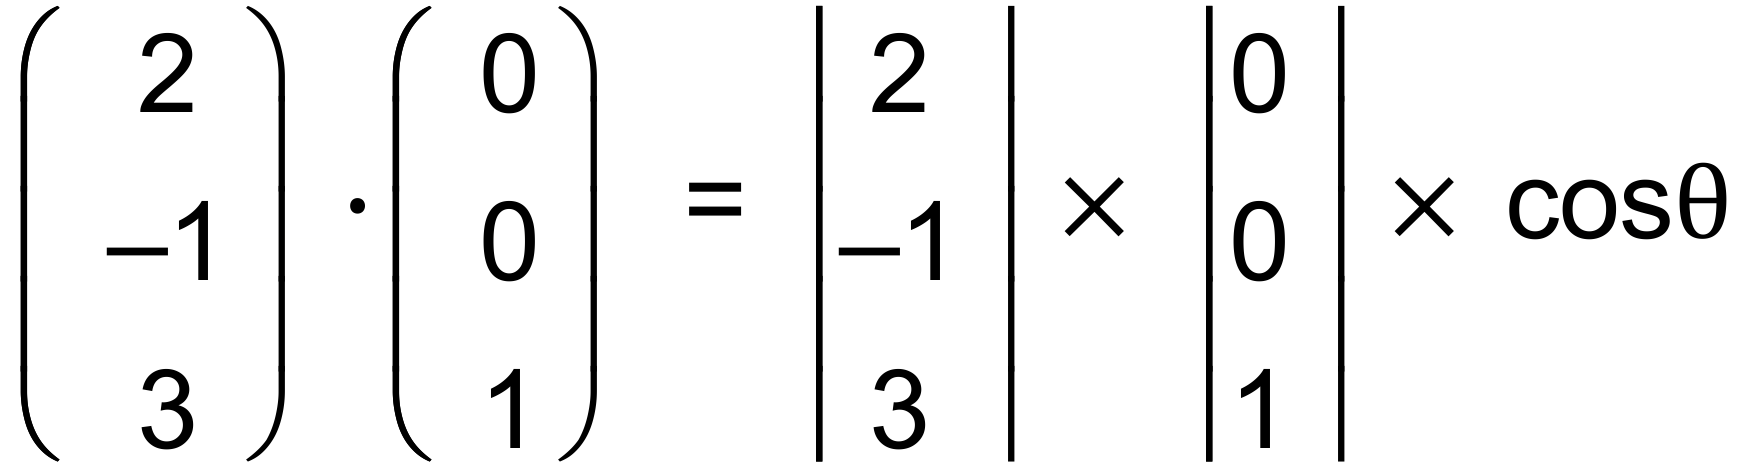 2 0 2 0
–1 · 0 = –1 × 0 × cosθ
3 1 3 1